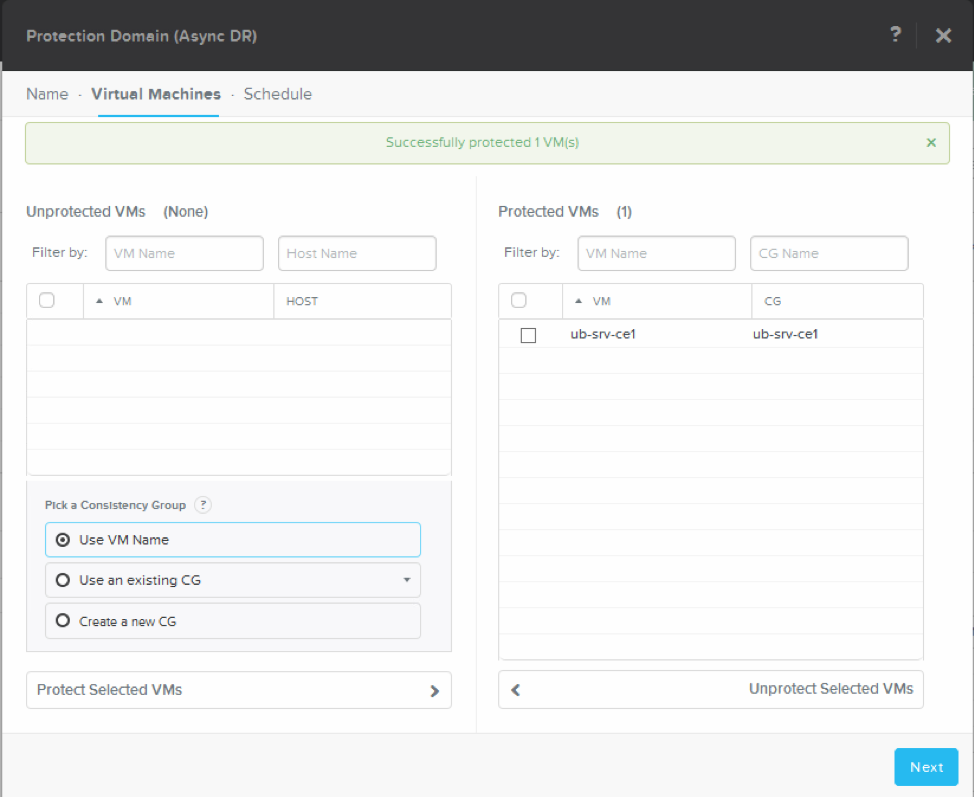 Protection Domain (Async DR) ? ×
Name · Virtual Machines · Schedule
Successfully protected 1 VM(s) ×
Unprotected VMs (None)
Filter by: VM Name Host Name
VM HOST
Pick a Consistency Group ?
Use VM Name
Use an existing CG
Create a new CG
Protect Selected VMs
Protected VMs (1)
Filter by: VM Name CG Name
VM CG
ub-srv-ce1 ub-srv-ce1
Unprotect Selected VMs
Next